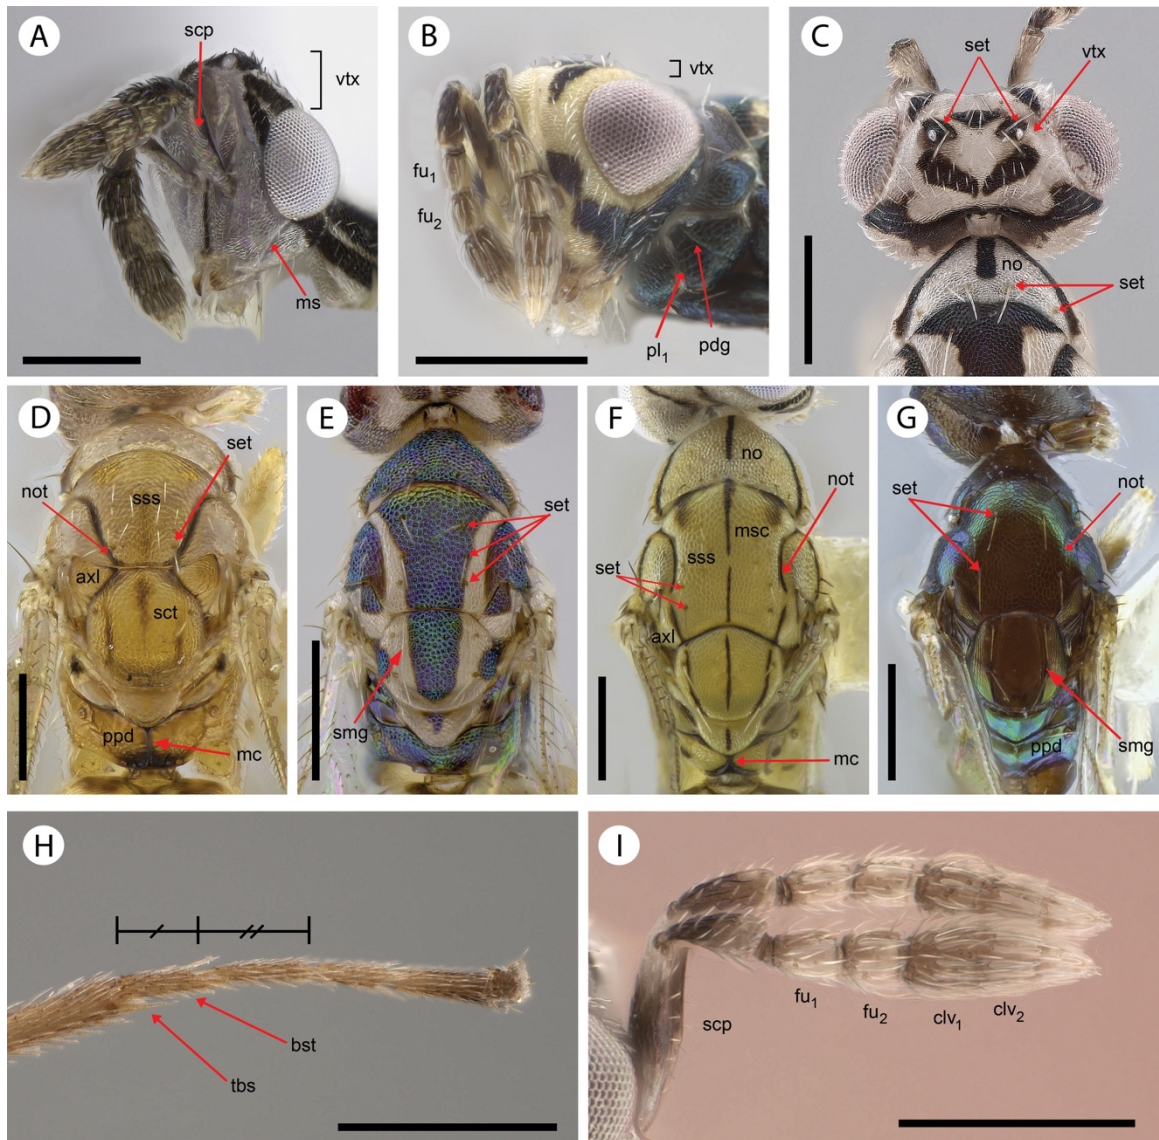 A
scp
vtx
ms
B
vtx
fu1
fu2
pl1
pdg
C
set
vtx
no
set
D
set
not
sss
axl
sct
ppd
mc
E
set
smg
F
no
not
msc
sss
set
axl
mc
G
set
not
ppd
smg
H
bst
tbs
I
fu1
fu2
clv1
clv2
scp